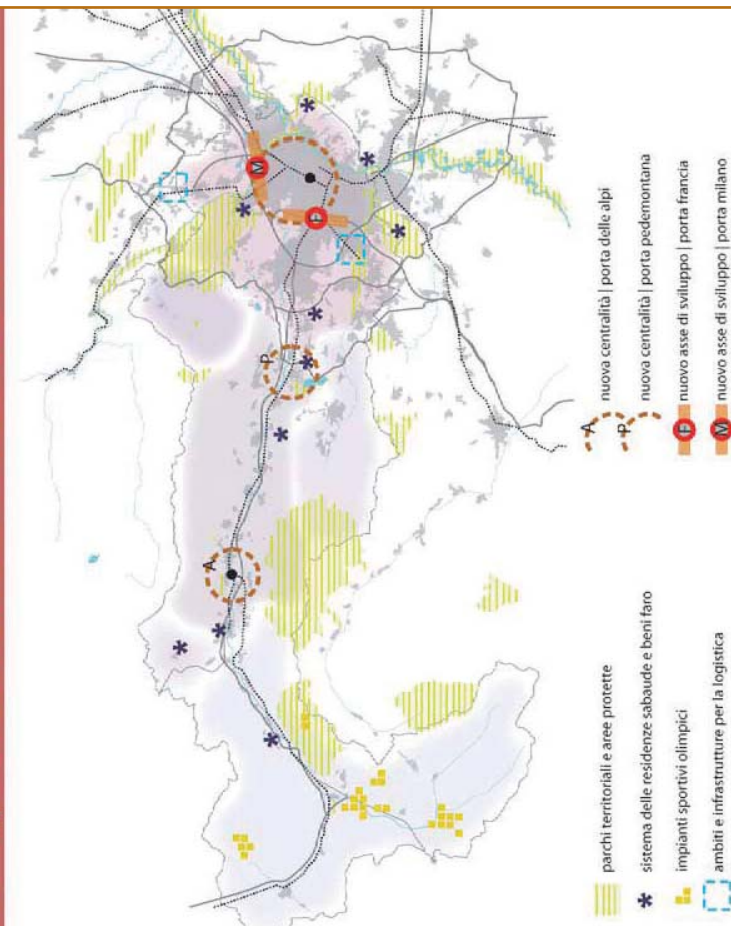 M
F
P
A
parchi territoriali e aree protette
sistema delle residenze sabaude e beni faro
impianti sportivi olimpici
ambiti e infrastrutture per la logistica
A nuova centralità | porta delle alpi
P nuova centralità | porta pedemontana
F nuovo asse di sviluppo | porta francia
M nuovo asse di sviluppo | porta milano